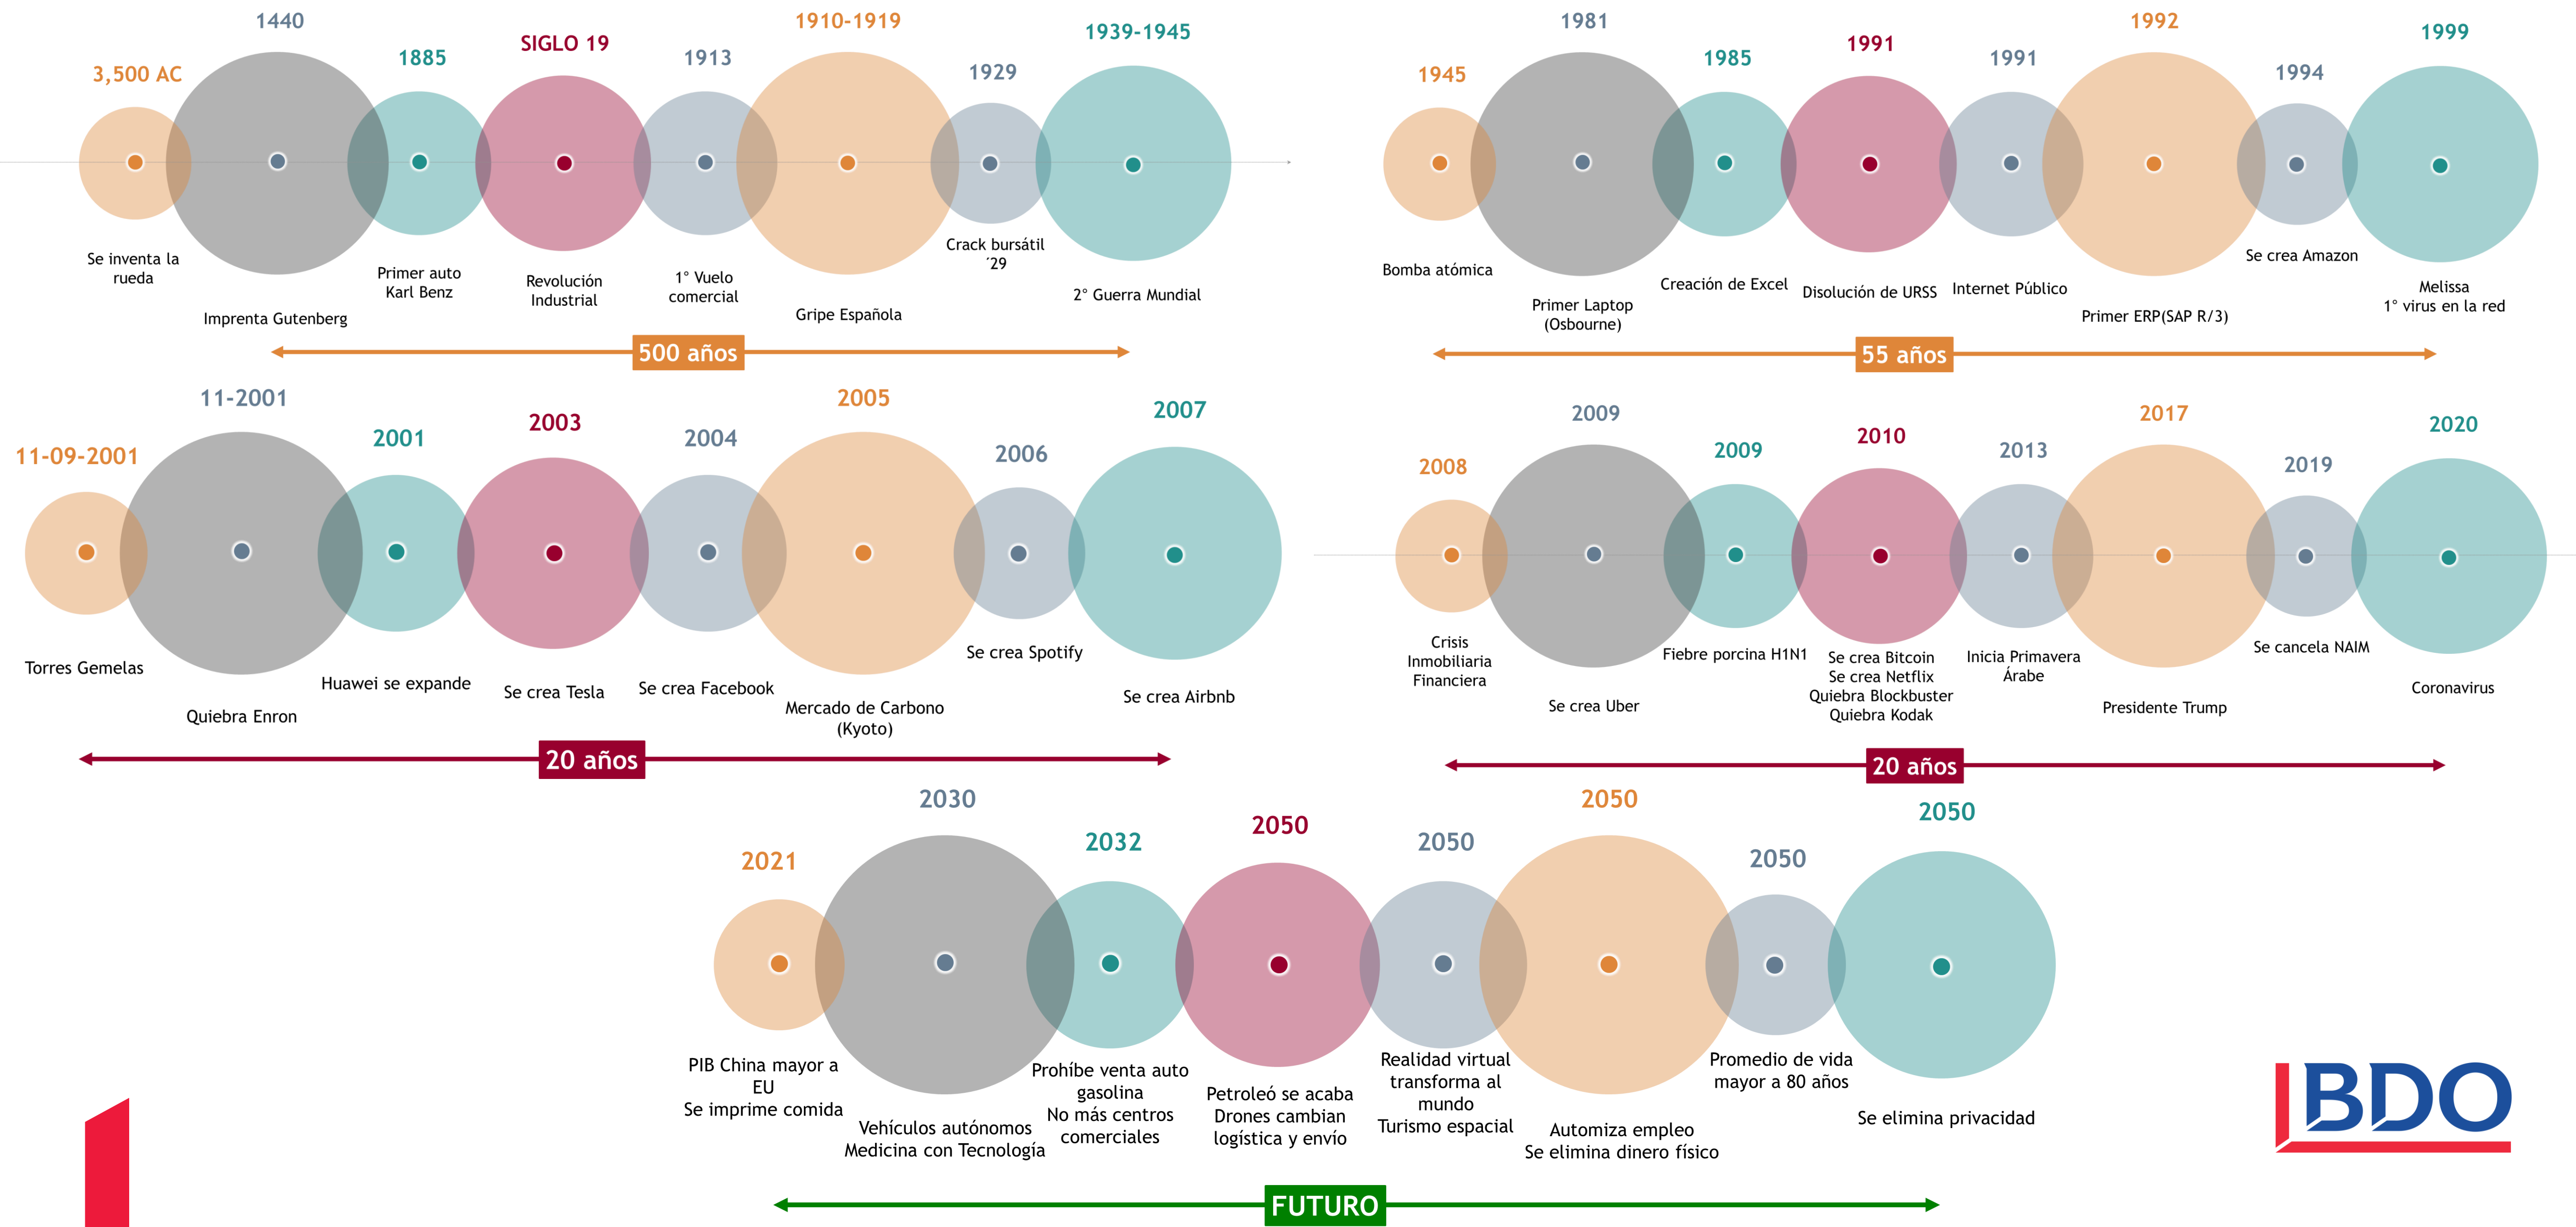 3,500 AC
1440
1885
SIGLO 19
1913
1910-1919
1929
1939-1945
Se inventa la
rueda
Imprenta Gutenberg
Primer auto
Karl Benz
Revolución
Industrial
1° Vuelo
comercial
Gripe Española
Crack bursátil
´29
2° Guerra Mundial
500 años
1945
1981
1985
1991
1991
1992
1994
1999
Bomba atómica
Primer Laptop
(Osbourne)
Creación de Excel
Disolución de URSS
Internet Público
Primer ERP(SAP R/3)
Se crea Amazon
Melissa
1° virus en la red
55 años
11-09-2001
11-2001
2001
2003
2004
2005
2006
2007
Torres Gemelas
Quiebra Enron
Huawei se expande
Se crea Tesla
Se crea Facebook
Mercado de Carbono
(Kyoto)
Se crea Spotify
Se crea Airbnb
20 años
2008
2009
2009
2010
2013
2017
2019
2020
Crisis
Inmobiliaria
Financiera
Se crea Uber
Fiebre porcina H1N1
Se crea Bitcoin
Se crea Netflix
Quiebra Blockbuster
Quiebra Kodak
Inicia Primavera
Árabe
Presidente Trump
Se cancela NAIM
Coronavirus
20 años
2021
2030
2032
2050
2050
2050
2050
2050
PIB China mayor a
EU
Se imprime comida
Vehículos autónomos
Medicina con Tecnología
Prohíbe venta auto
gasolina
No más centros
comerciales
Petroleó se acaba
Drones cambian
logística y envío
Realidad virtual
transforma al
mundo
Turismo espacial
Automiza empleo
Se elimina dinero físico
Promedio de vida
mayor a 80 años
Se elimina privacidad
FUTURO
BDO